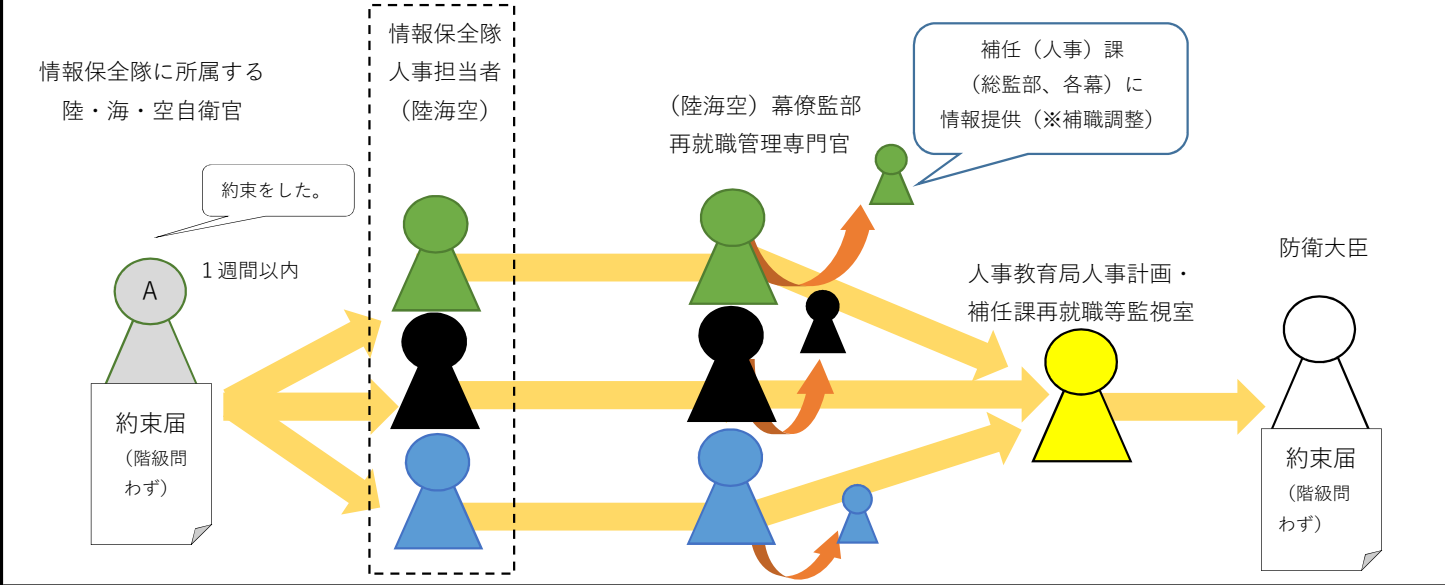 情報保全隊に所属する
陸・海・空自衛官
約束をした。
１週間以内
A
約束届
（階級問
わず）
情報保全隊
人事担当者
（陸海空）
（陸海空）幕僚監部
再就職管理専門官
補任（人事）課
（総監部、各幕）に
情報提供（※補職調整）
人事教育局人事計画・
補任課再就職等監視室
防衛大臣
約束届
（階級問
わず）